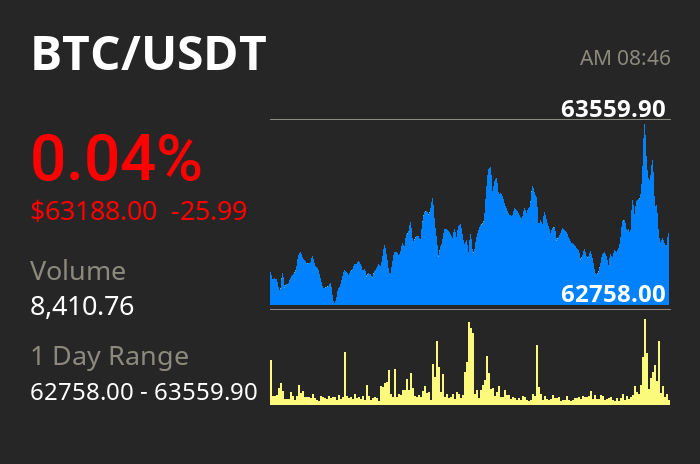 BTC/USDT
AM 08:46
63559.90
0.04%
$63188.00 -25.99
Volume
8,410.76
62758.00
1 Day Range
62758.00 - 63559.90